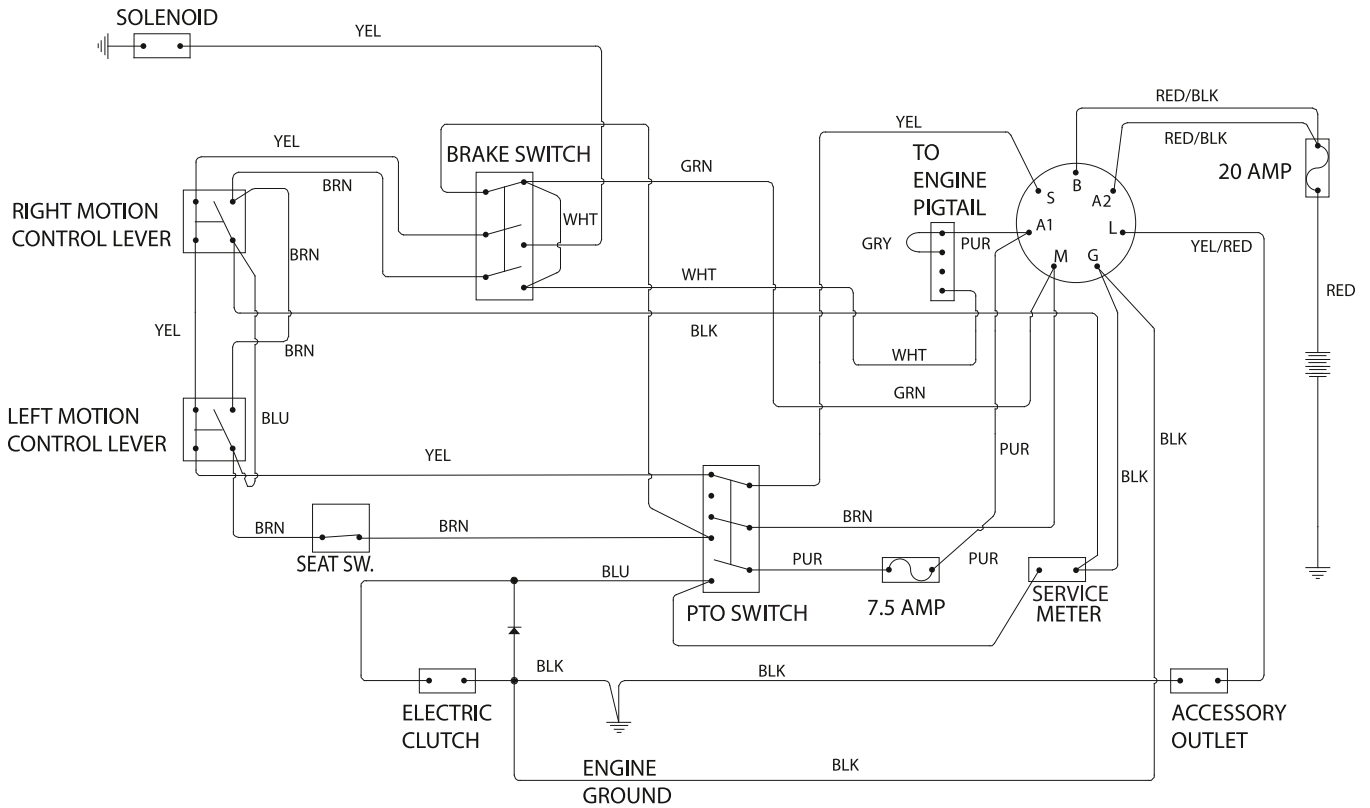 SOLENOID
YEL
RED/BLK
YEL
YEL
RED/BLK
BRAKE SWITCH
GRN
TO
ENGINE
PIGTAIL
20 AMP
BRN
B
S
A2
RIGHT MOTION
CONTROL LEVER
WHT
A1
L
GRY
PUR
YEL/RED
BRN
M
G
WHT
RED
YEL
BLK
BRN
WHT
GRN
LEFT MOTION
CONTROL LEVER
BLU
BLK
PUR
YEL
BLK
BRN
BRN
BRN
SEAT SW.
PUR
PUR
BLU
SERVICE
METER
PTO SWITCH
7.5 AMP
BLK
BLK
ELECTRIC
CLUTCH
ACCESSORY
OUTLET
ENGINE
GROUND
BLK